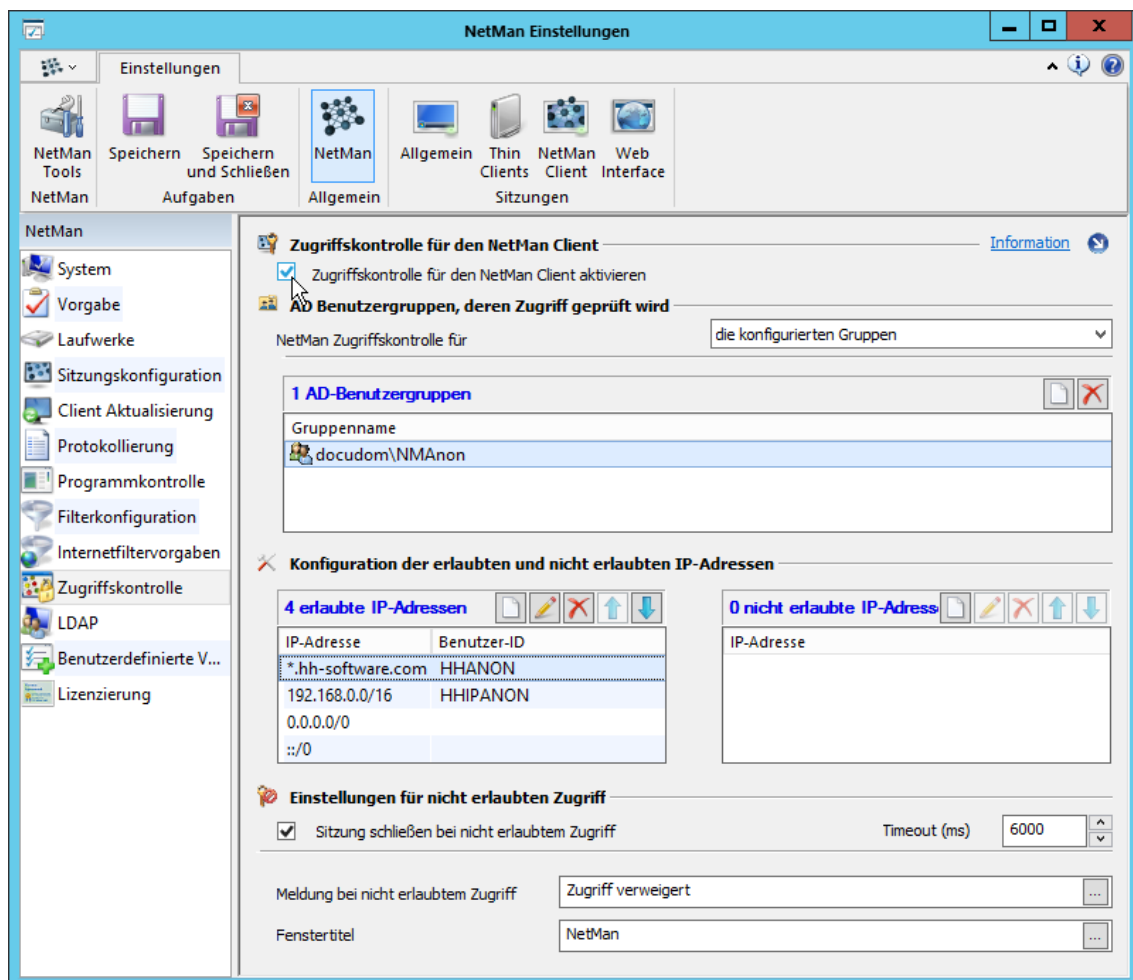 NetMan Einstellungen
Einstellungen
NetMan Tools
Speichern
Speichern und Schließen
NetMan
Allgemein
Thin Clients
NetMan Client
Web Interface
NetMan
Aufgaben
Allgemein
Sitzungen
NetMan
System
Vorgabe
Laufwerke
Sitzungskonfiguration
Client Aktualisierung
Protokollierung
Programmkontrolle
Filterkonfiguration
Internetfiltervorgaben
Zugriffskontrolle
LDAP
Benutzerdefinierte V...
Lizenzierung
Zugriffskontrolle für den NetMan Client
Information
Zugriffskontrolle für den NetMan Client aktivieren
AD Benutzergruppen, deren Zugriff geprüft wird
NetMan Zugriffskontrolle für
die konfigurierten Gruppen
1 AD-Benutzergruppen
Gruppenname
docudom\NMAnon
Konfiguration der erlaubten und nicht erlaubten IP-Adressen
4 erlaubte IP-Adressen
IP-Adresse Benutzer-ID
*.hh-software.com HHANON
192.168.0.0/16 HHIPANON
0.0.0.0/0
::/0
0 nicht erlaubte IP-Adress
IP-Adresse
Einstellungen für nicht erlaubten Zugriff
Sitzung schließen bei nicht erlaubtem Zugriff
Timeout (ms)
6000
Meldung bei nicht erlaubtem Zugriff
Zugriff verweigert
...
Fenstertitel
NetMan
...